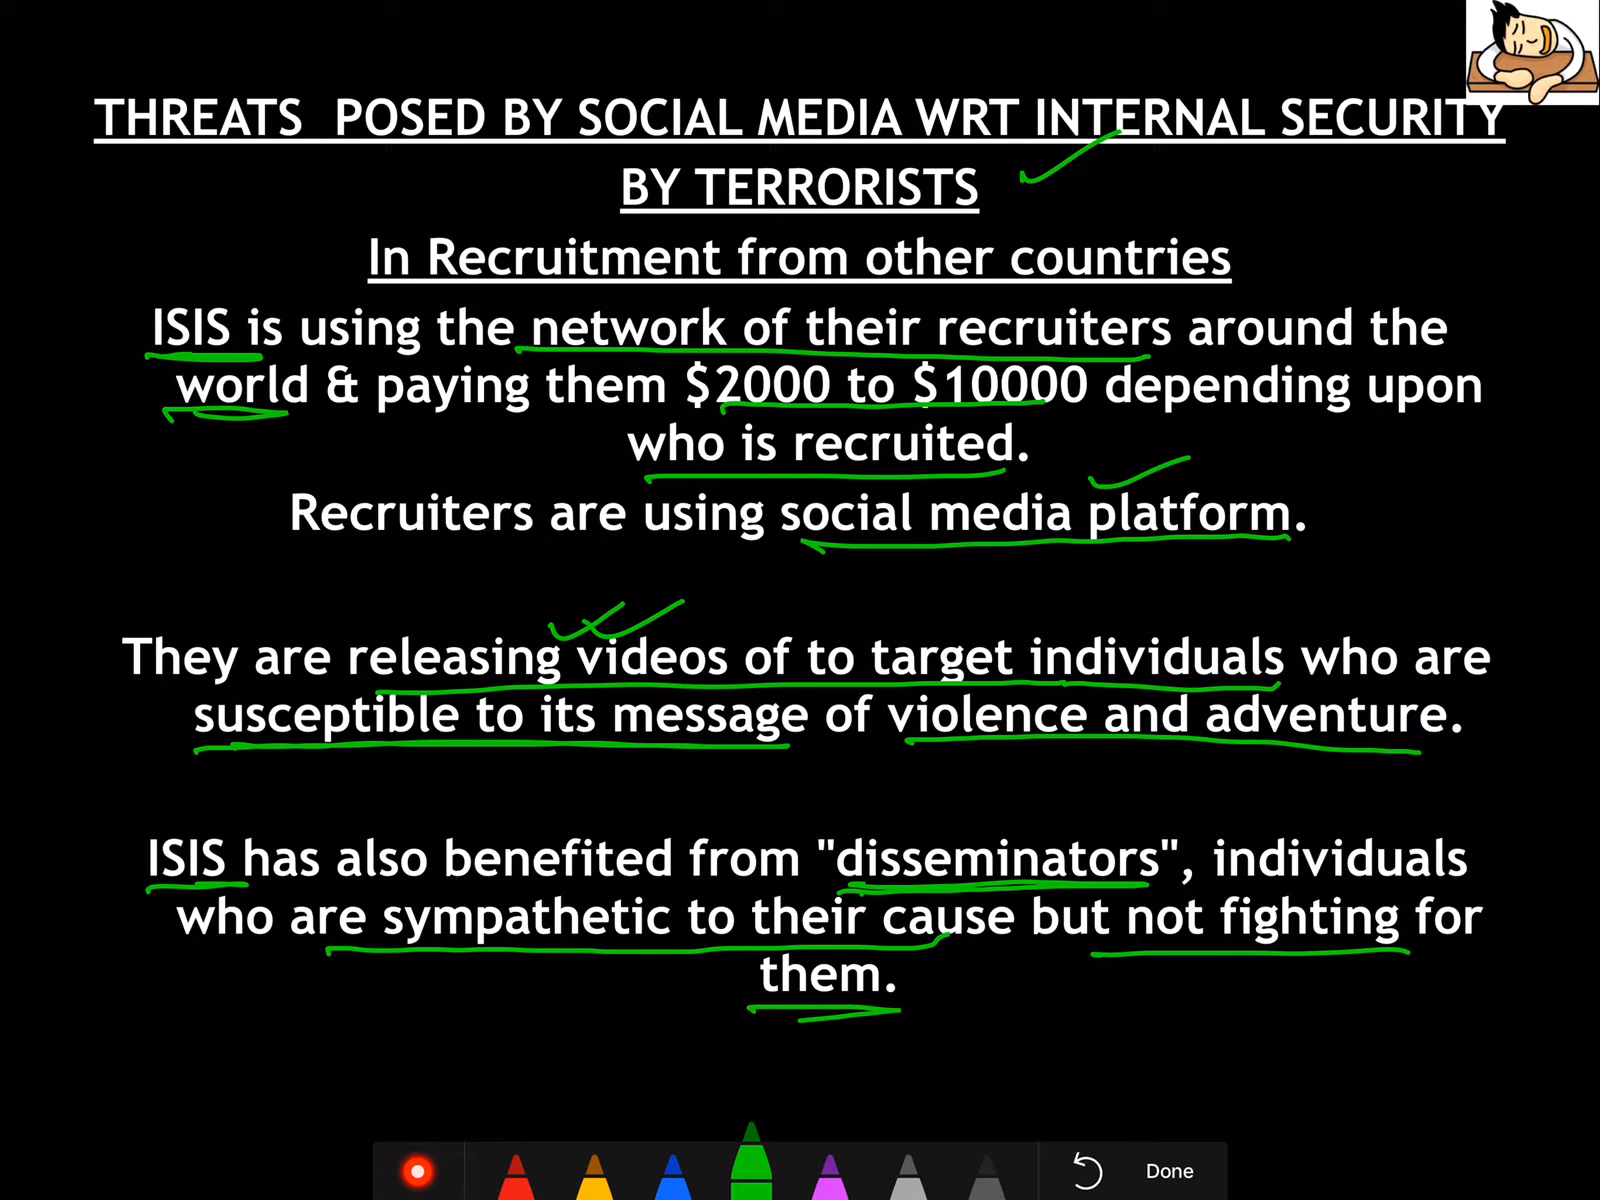 THREATS POSED BY SOCIAL MEDIA WRT INTERNAL SECURITY
BY TERRORISTS
In Recruitment from other countries
ISIS is using the network of their recruiters around the
world & paying them $2000 to $10000 depending upon
who is recruited.
Recruiters are using social media platform.
They are releasing videos of to target individuals who are
susceptible to its message of violence and adventure.
ISIS has also benefited from "disseminators", individuals
who are sympathetic to their cause but not fighting for
them.
Done